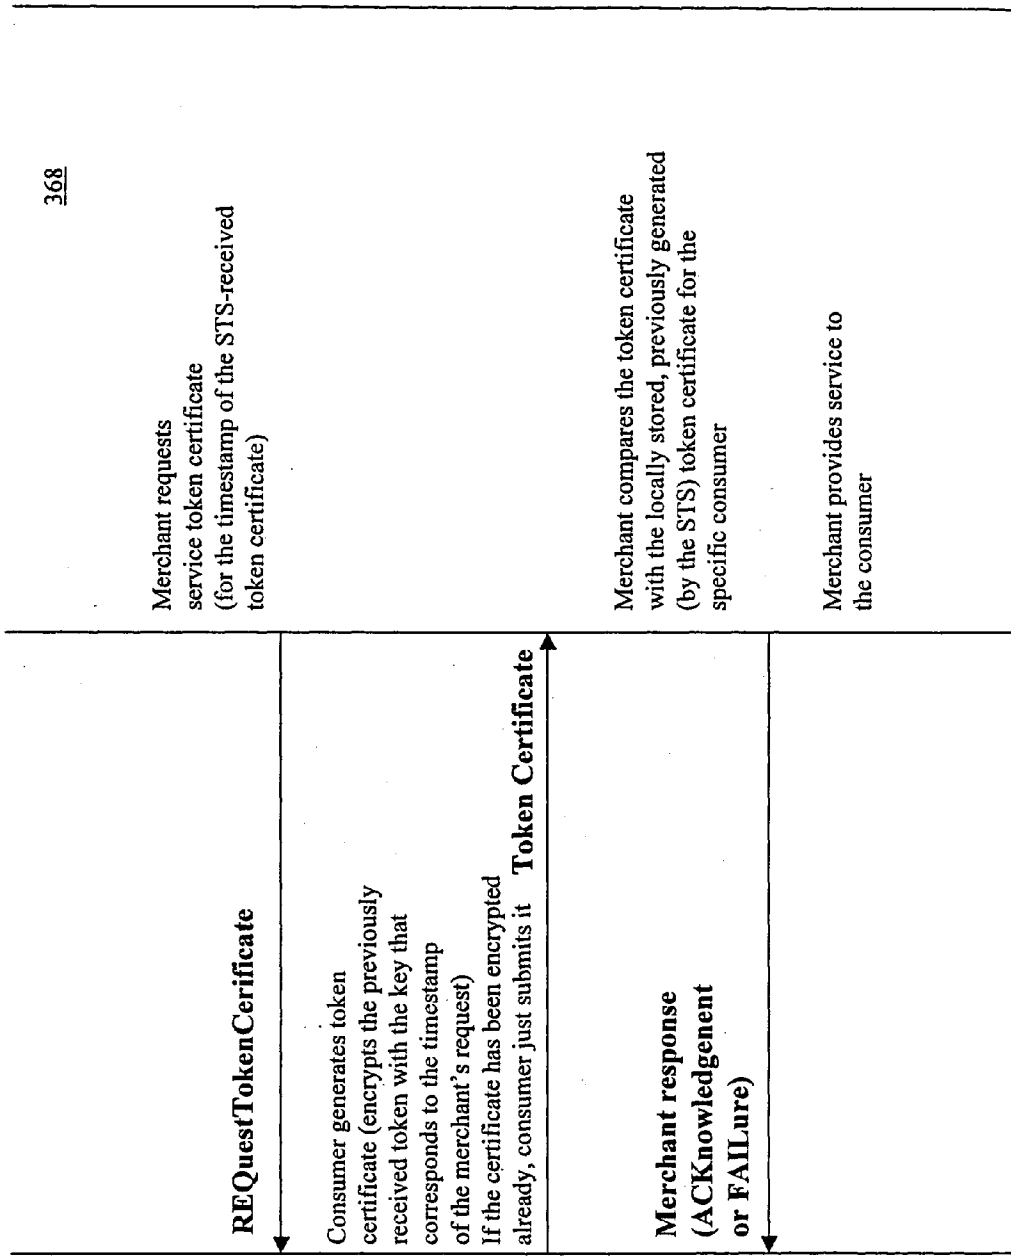 368
Merchant requests
service token certificate
(for the timestamp of the STS-received
token certificate)
REQuestTokenCerificate
Consumer generates token
certificate (encrypts the previously
received token with the key that
corresponds to the timestamp
of the merchant's request)
If the certificate has been encrypted
already, consumer just submits it
Token Certificate
Merchant compares the token certificate
with the locally stored, previously generated
(by the STS) token certificate for the
specific consumer
Merchant response
(ACKnowledgenent
or FAILure)
Merchant provides service to
the consumer